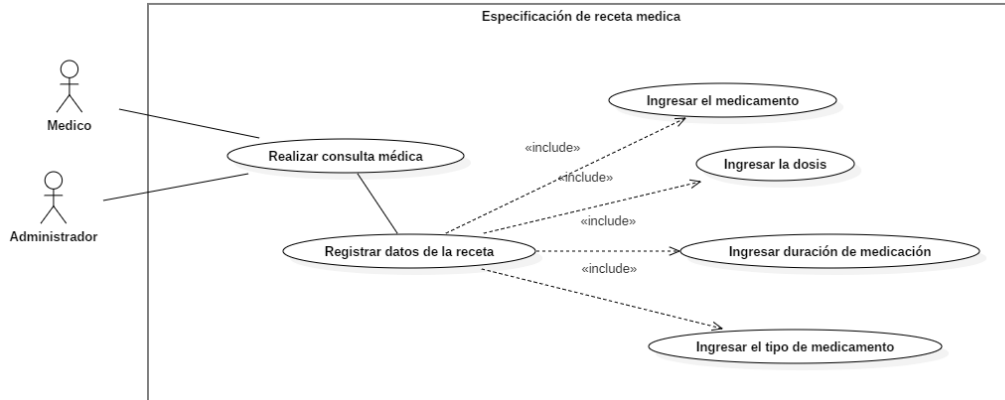 Especificación de receta medica
Medico
Administrador
Realizar consulta médica
Registrar datos de la receta
«include»
«include»
«include»
«include»
Ingresar el medicamento
Ingresar la dosis
Ingresar duración de medicación
Ingresar el tipo de medicamento